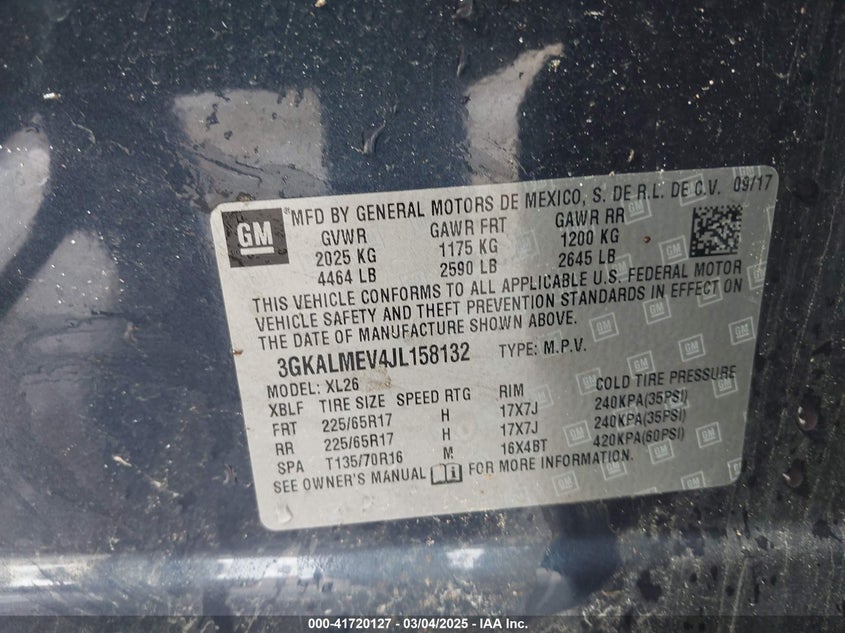 GM
®MFD BY GENERAL MOTORS DE MEXICO, S. DE R.L. DE C.V. 09/17
GVWR GAWR FRT GAWR RR
2025 KG 1175 KG 1200 KG
4464 LB 2590 LB 2645 LB
THIS VEHICLE CONFORMS TO ALL APPLICABLE U.S. FEDERAL MOTOR
VEHICLE SAFETY AND THEFT PREVENTION STANDARDS IN EFFECT ON
THE DATE OF MANUFACTURE SHOWN ABOVE.
3GKALMEV4JL158132 TYPE: M.P.V.
MODEL: XL26
XBLF TIRE SIZE SPEED RTG RIM COLD TIRE PRESSURE
FRT 225/65R17 H 17X7J 240KPA(35PSI)
RR 225/65R17 H 17X7J 240KPA(35PSI)
SPA T135/70R16 M 16X4BT 420KPA(60PSI)
SEE OWNER'S MANUAL FOR MORE INFORMATION.
000-41720127 - 03/04/2025 - IAA Inc.